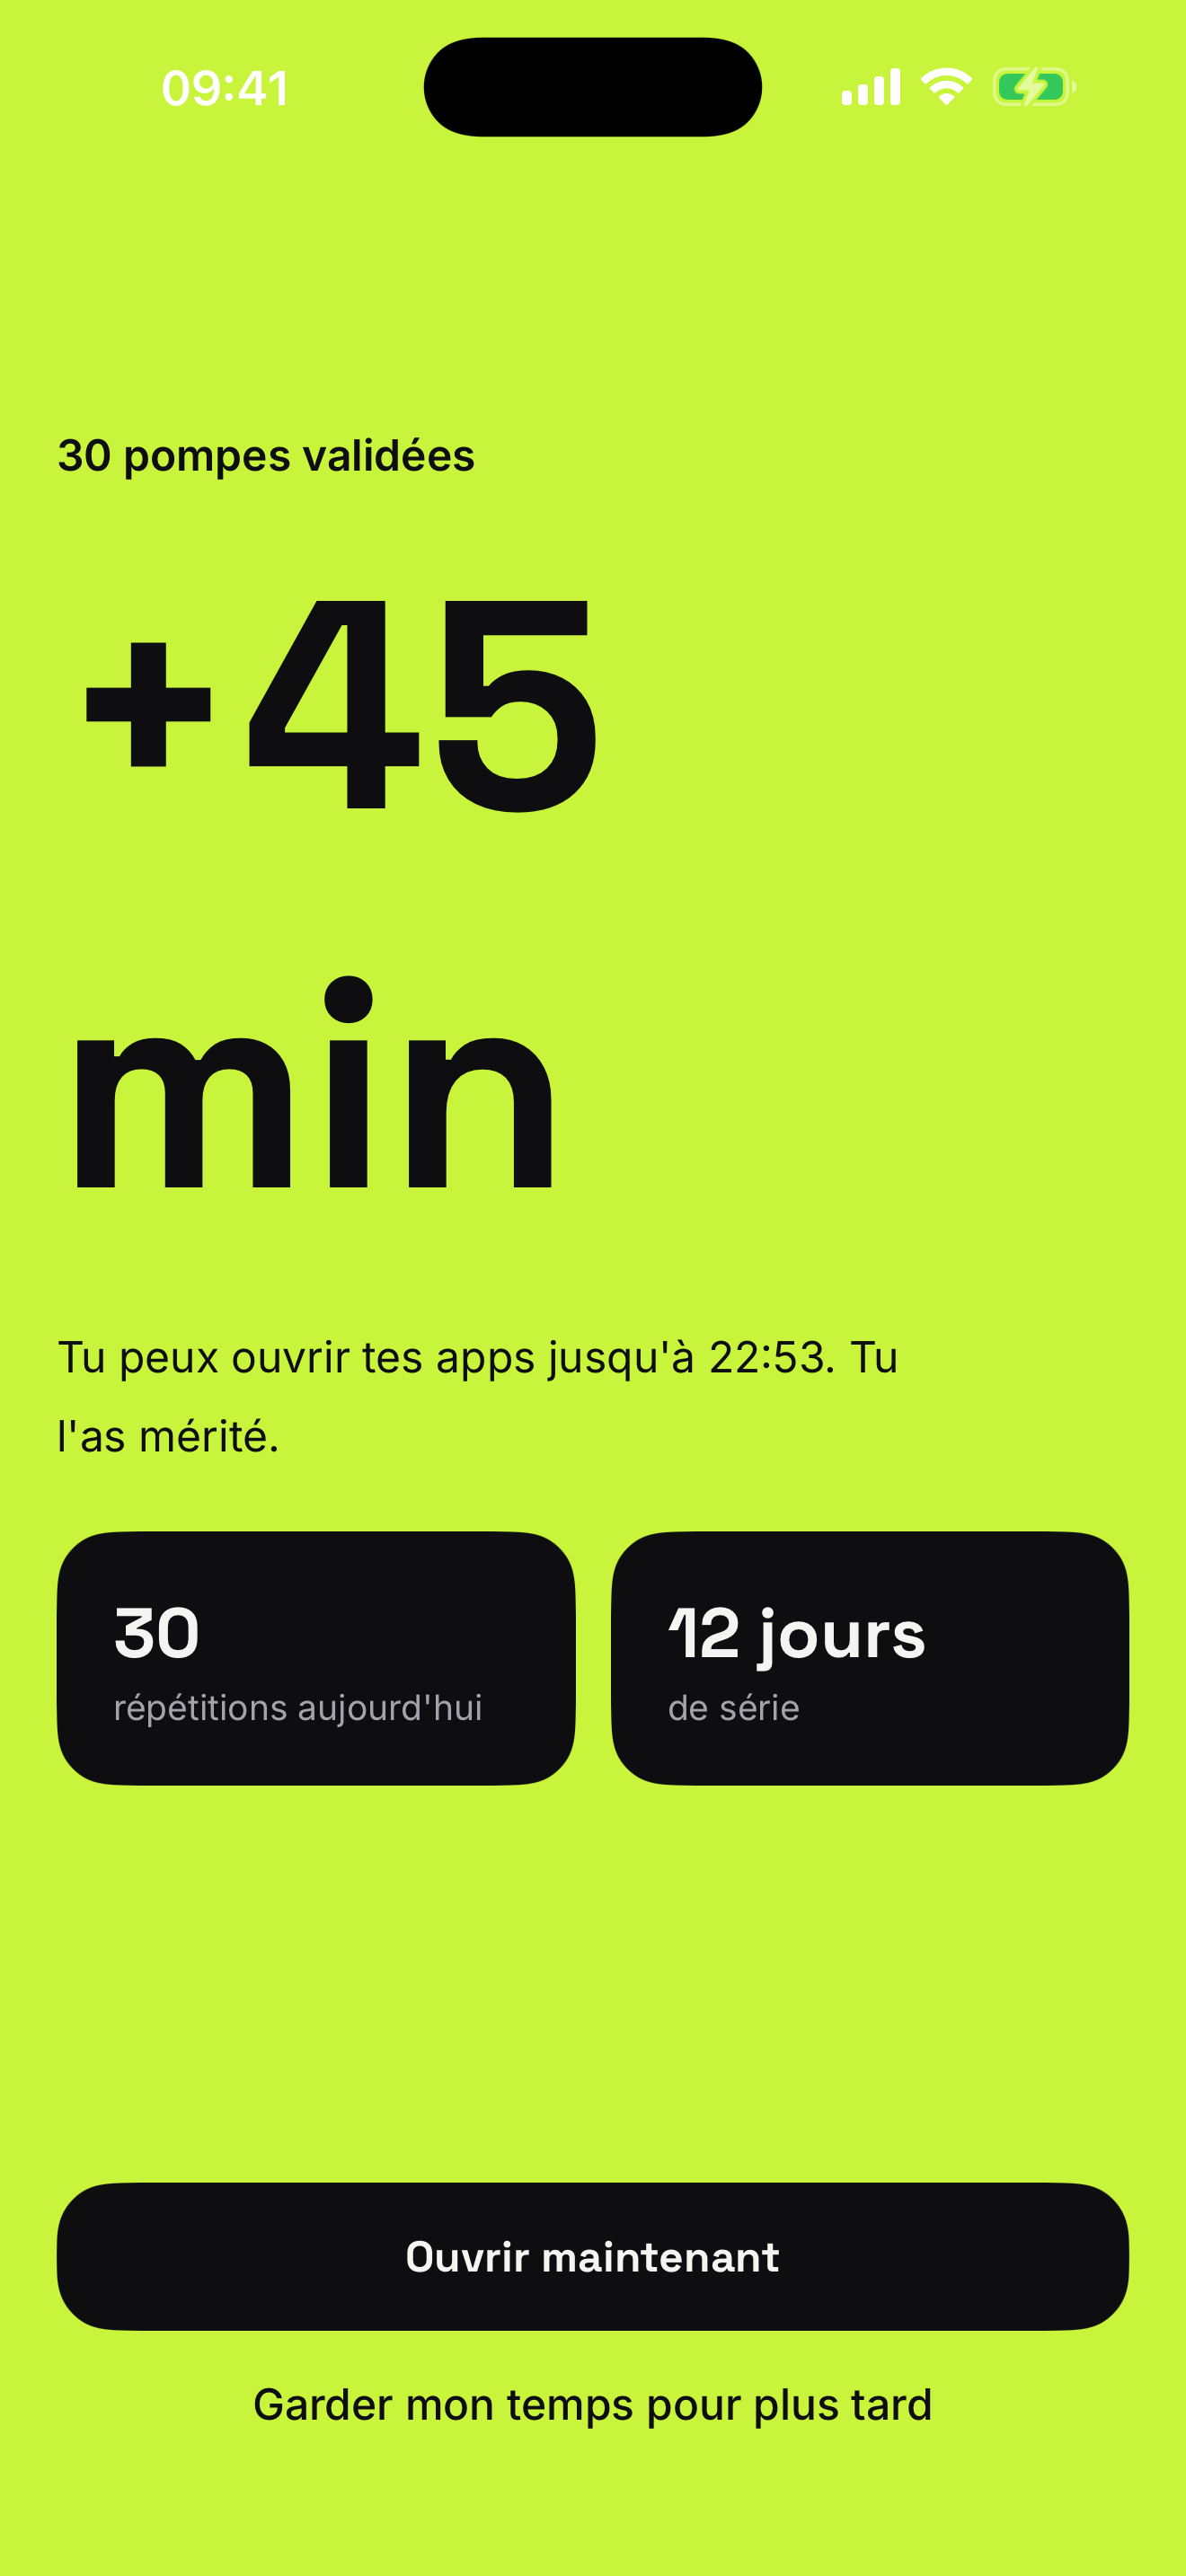 09:41
30 pompes validées
+45
min
Tu peux ouvrir tes apps jusqu'à 22:53. Tu
l'as mérité.
30
répétitions aujourd'hui
12 jours
de série
Ouvrir maintenant
Garder mon temps pour plus tard